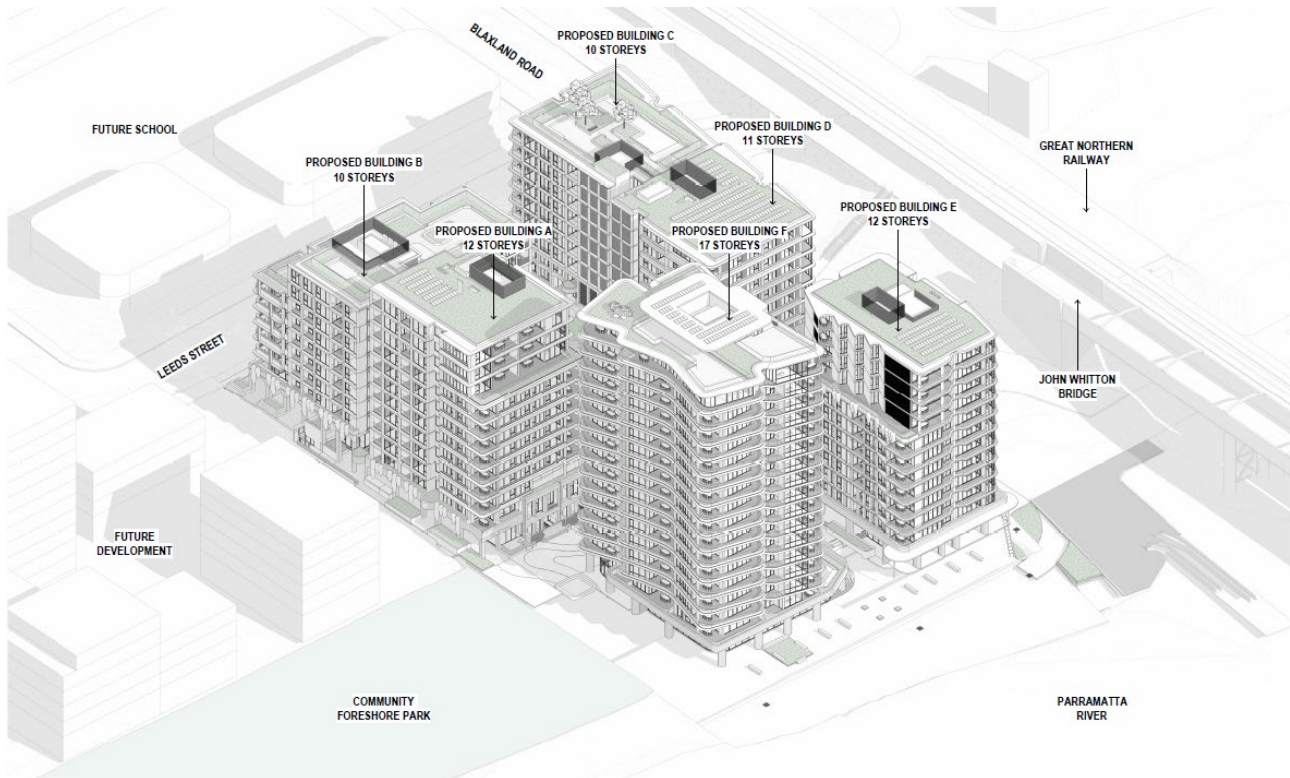 PROPOSED BUILDING C
10 STOREYS
BLAXLAND ROAD
FUTURE SCHOOL
PROPOSED BUILDING D
11 STOREYS
GREAT NORTHERN
RAILWAY
PROPOSED BUILDING B
10 STOREYS
PROPOSED BUILDING E
12 STOREYS
PROPOSED BUILDING A
12 STOREYS
PROPOSED BUILDING F
17 STOREYS
LEEDS STREET
JOHN WHITTON
BRIDGE
FUTURE
DEVELOPMENT
COMMUNITY
FORESHORE PARK
PARRAMATTA
RIVER